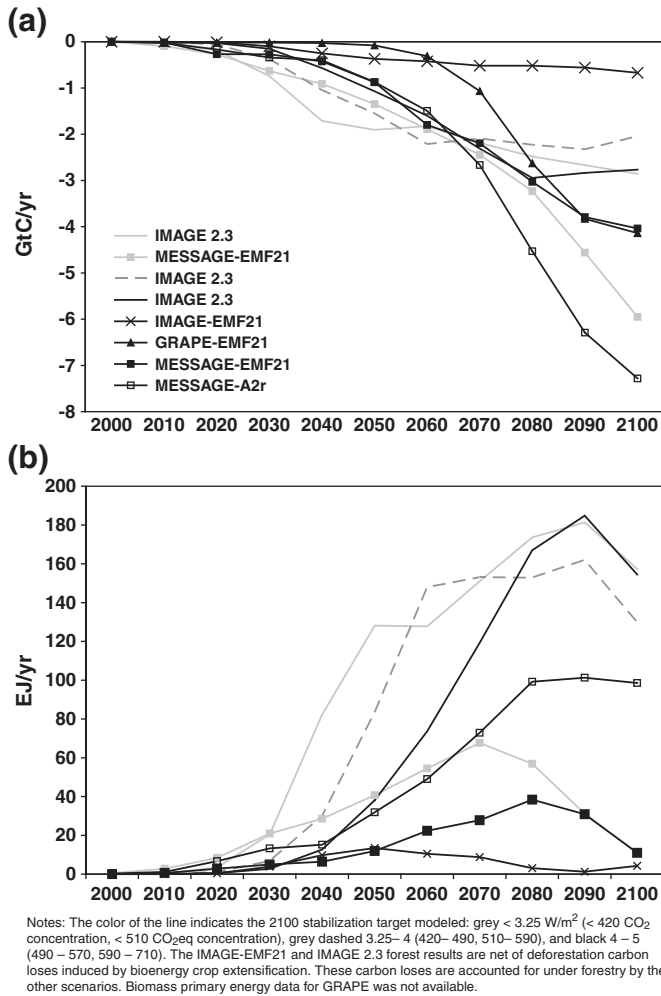 (a)
0
-1
-2
-3
-4
-5
-6
-7
-8
GtC/yr
IMAGE 2.3
MESSAGE-EMF21
IMAGE 2.3
IMAGE 2.3
IMAGE-EMF21
GRAPE-EMF21
MESSAGE-EMF21
MESSAGE-A2r
2000 2010 2020 2030 2040 2050 2060 2070 2080 2090 2100
(b)
200
180
160
140
120
100
80
60
40
20
0
EJ/yr
2000 2010 2020 2030 2040 2050 2060 2070 2080 2090 2100
Notes: The color of the line indicates the 2100 stabilization target modeled: grey < 3.25 W/m² (< 420 CO₂
concentration, < 510 CO₂eq concentration), grey dashed 3.25– 4 (420– 490, 510– 590), and black 4 – 5
(490 – 570, 590 – 710). The IMAGE-EMF21 and IMAGE 2.3 forest results are net of deforestation carbon
loses induced by bioenergy crop extensification. These carbon loses are accounted for under forestry by the
other scenarios. Biomass primary energy data for GRAPE was not available.